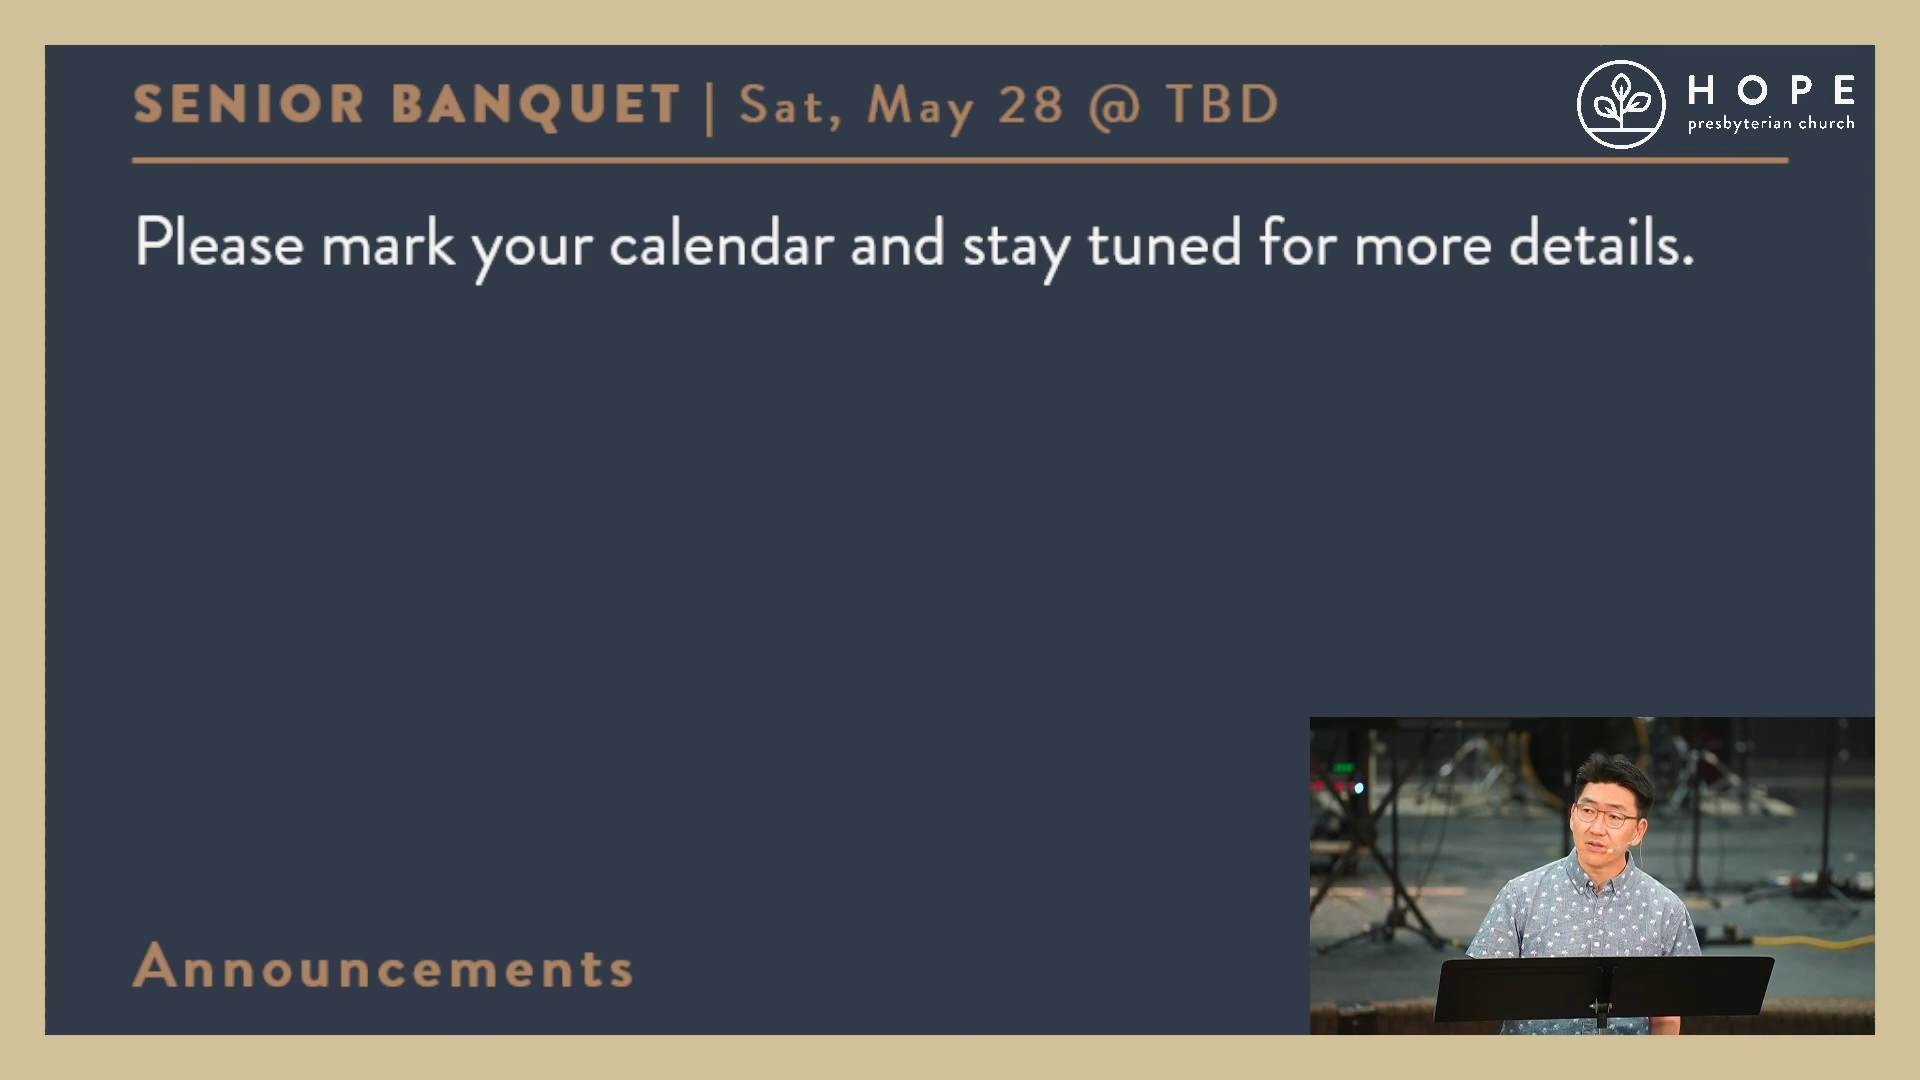 SENIOR BANQUET | Sat, May 28 @ TBD
HOPE
presbyterian church
Please mark your calendar and stay tuned for more details.
Announcements